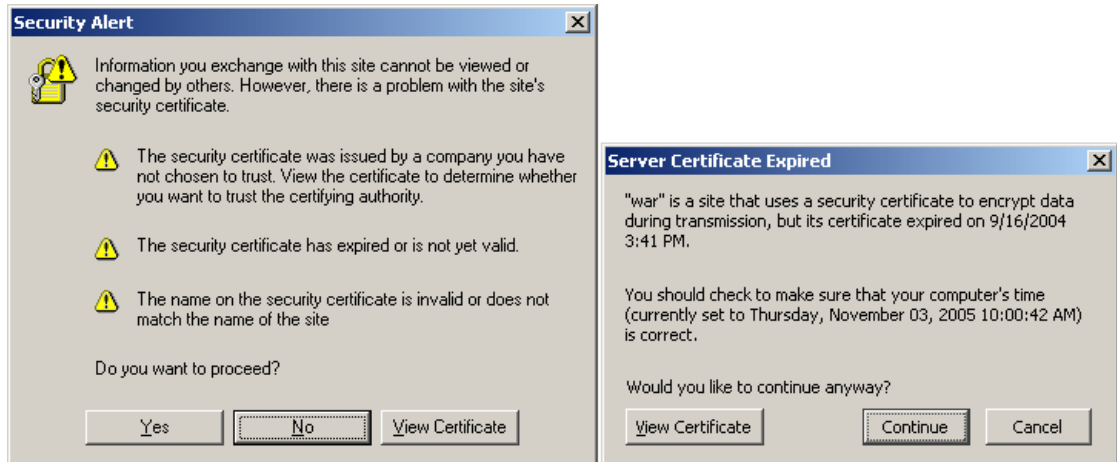 Security Alert
Information you exchange with this site cannot be viewed or
changed by others. However, there is a problem with the site's
security certificate.
The security certificate was issued by a company you have
not chosen to trust. View the certificate to determine whether
you want to trust the certifying authority.
The security certificate has expired or is not yet valid.
The name on the security certificate is invalid or does not
match the name of the site
Do you want to proceed?
Yes
No
View Certificate
Server Certificate Expired
"war" is a site that uses a security certificate to encrypt data
during transmission, but its certificate expired on 9/16/2004
3:41 PM.
You should check to make sure that your computer's time
(currently set to Thursday, November 03, 2005 10:00:42 AM)
is correct.
Would you like to continue anyway?
View Certificate
Continue
Cancel